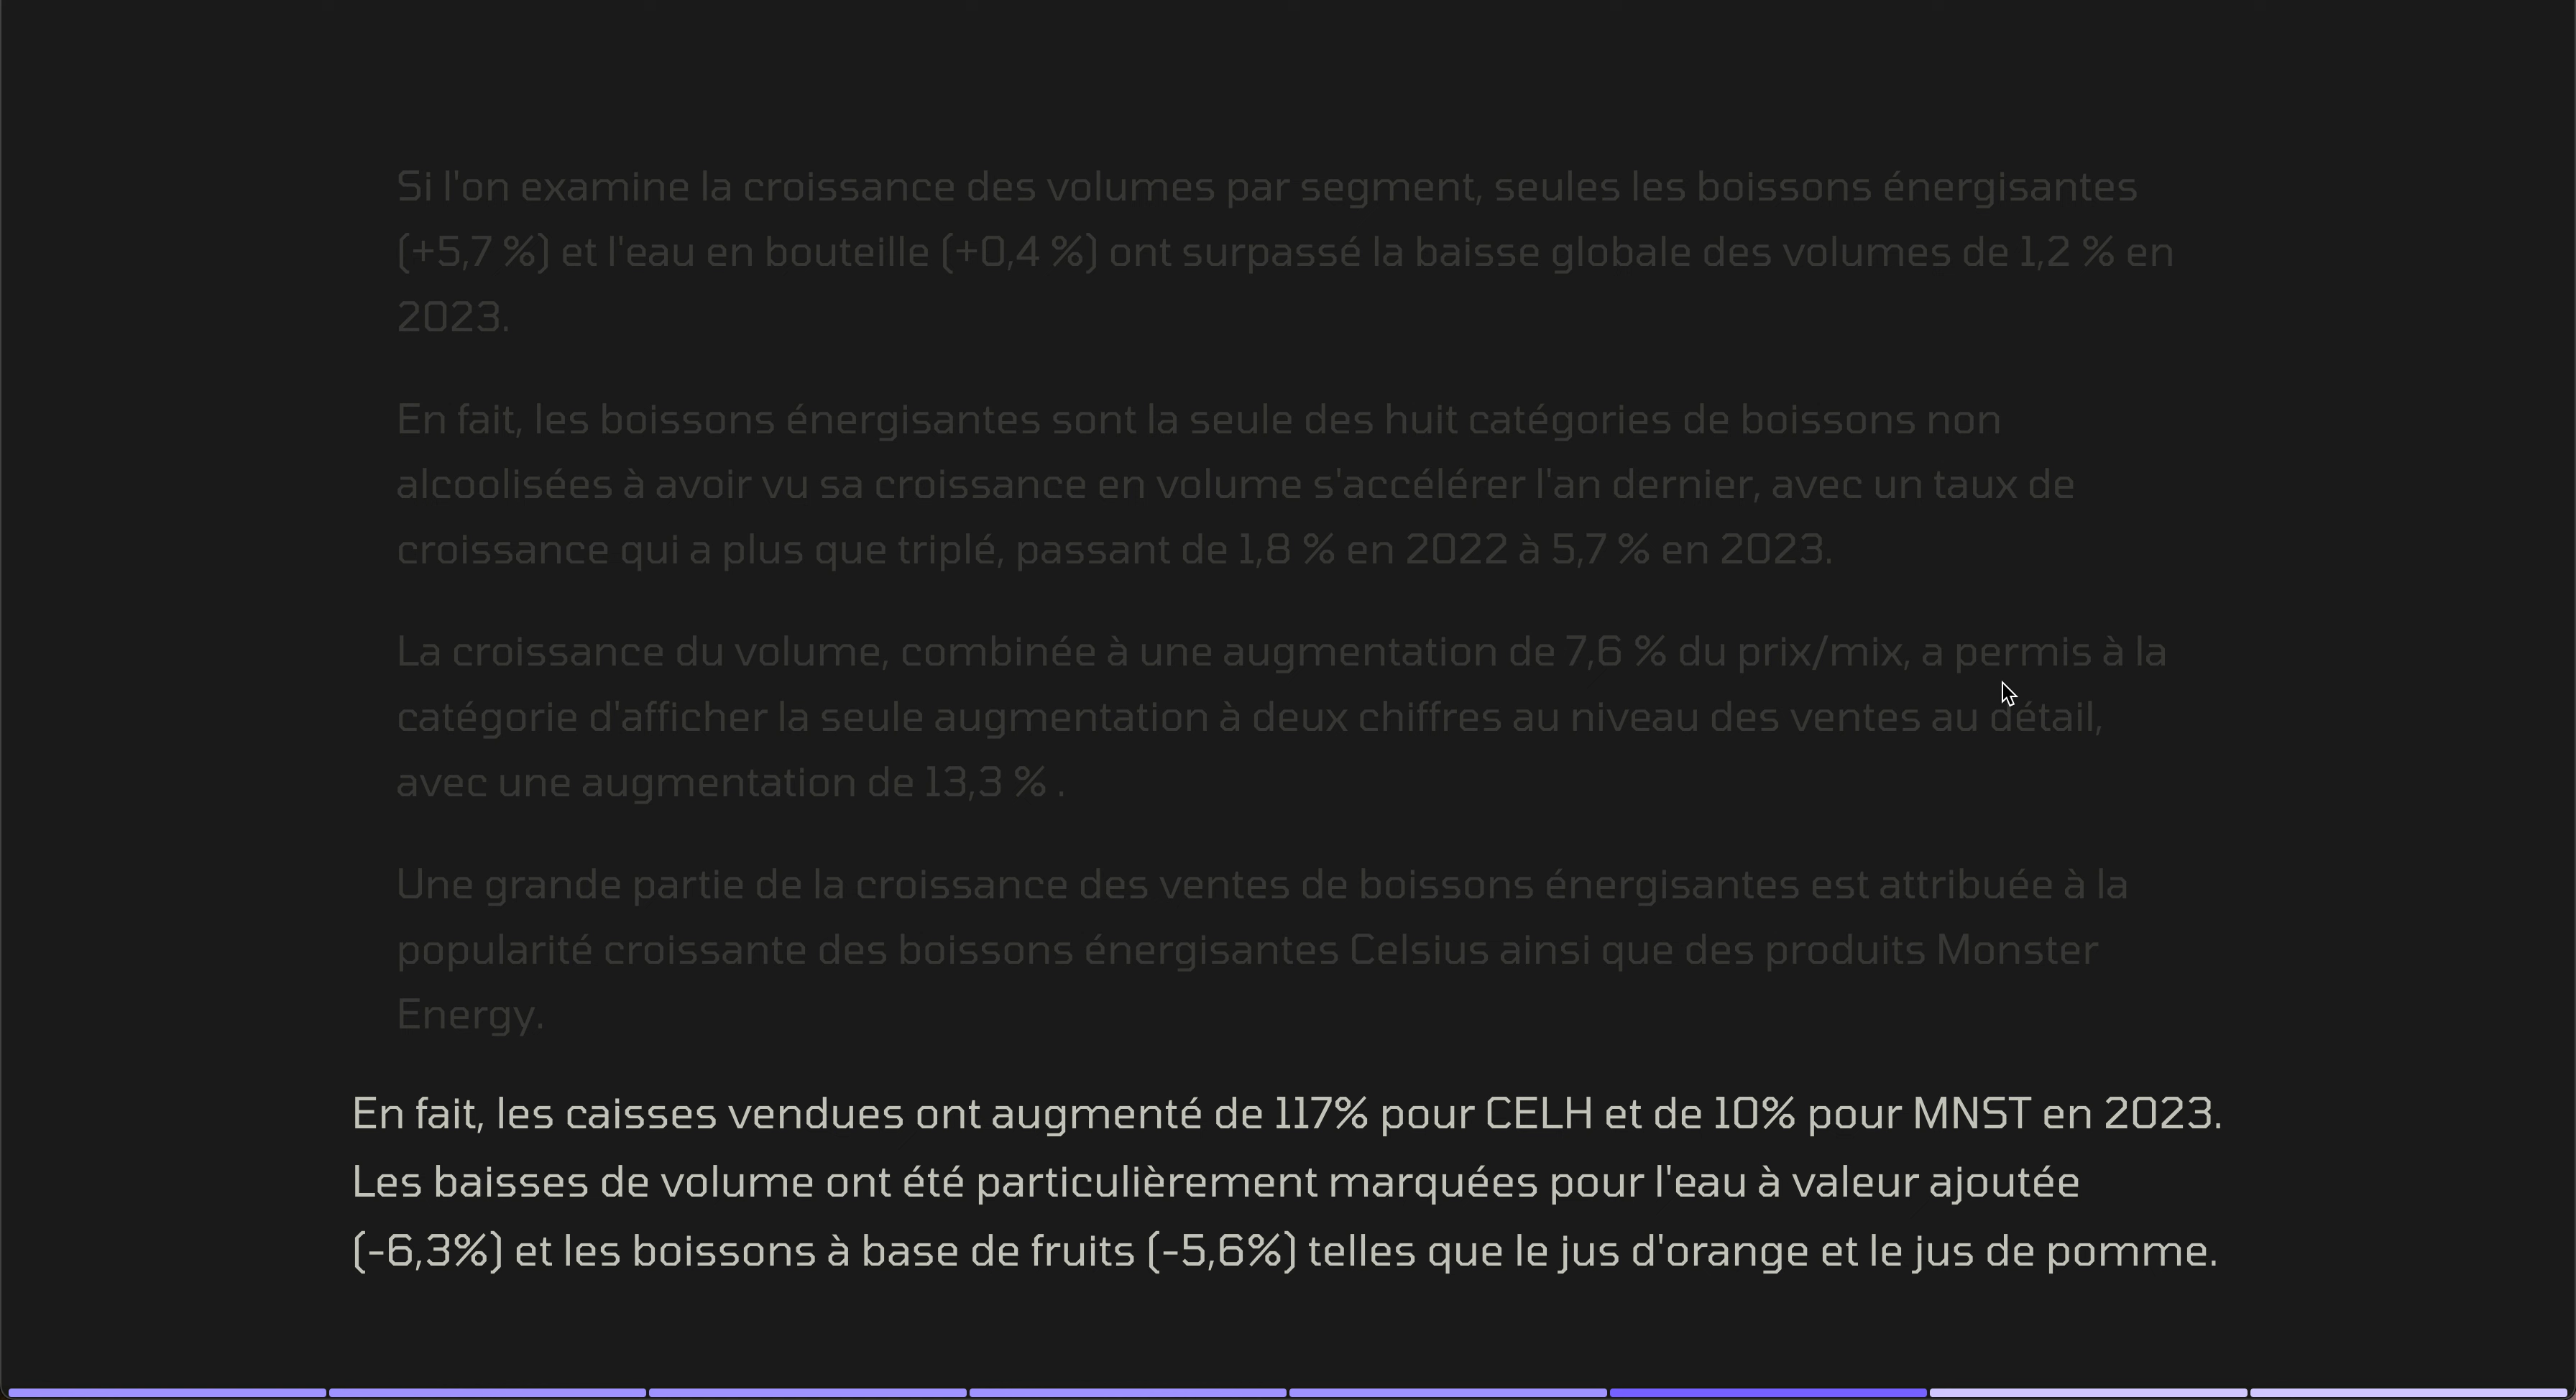 Si l'on examine la croissance des volumes par segment, seules les boissons énergisantes
(+5,7 %) et l'eau en bouteille (+0,4 %) ont surpassé la baisse globale des volumes de 1,2 % en
2023.
En fait, les boissons énergisantes sont la seule des huit catégories de boissons non
alcoolisées à avoir vu sa croissance en volume s'accélérer l'an dernier, avec un taux de
croissance qui a plus que triplé, passant de 1,8 % en 2022 à 5,7 % en 2023.
La croissance du volume, combinée à une augmentation de 7,6 % du prix/mix, a permis à la
catégorie d'afficher la seule augmentation à deux chiffres au niveau des ventes au détail,
avec une augmentation de 13,3 % .
Une grande partie de la croissance des ventes de boissons énergisantes est attribuée à la
popularité croissante des boissons énergisantes Celsius ainsi que des produits Monster
Energy.
En fait, les caisses vendues ont augmenté de 117% pour CELH et de 10% pour MNST en 2023.
Les baisses de volume ont été particulièrement marquées pour l'eau à valeur ajoutée
(-6,3%) et les boissons à base de fruits (-5,6%) telles que le jus d'orange et le jus de pomme.